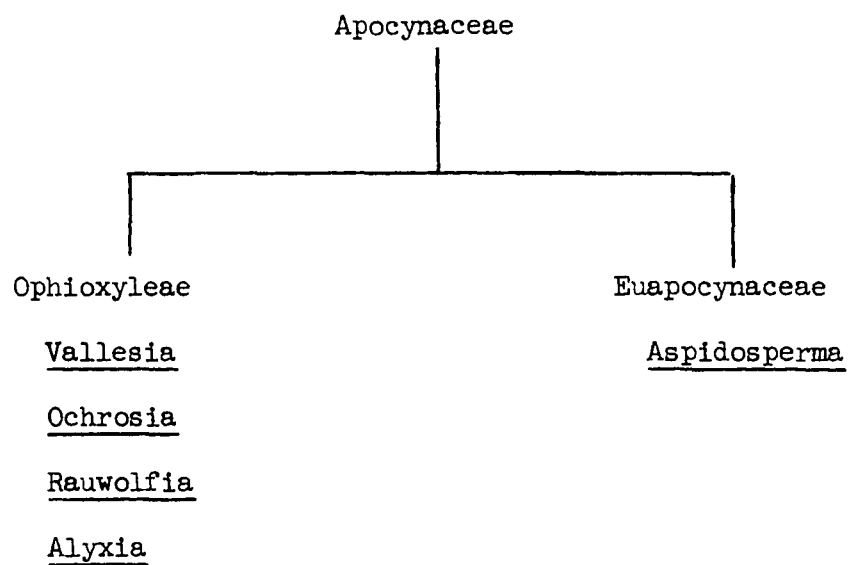 Apocynaceae
Ophioxyleae
Vallesia
Ochrosia
Rauwolfia
Alyxia
Euapocynaceae
Aspidosperma